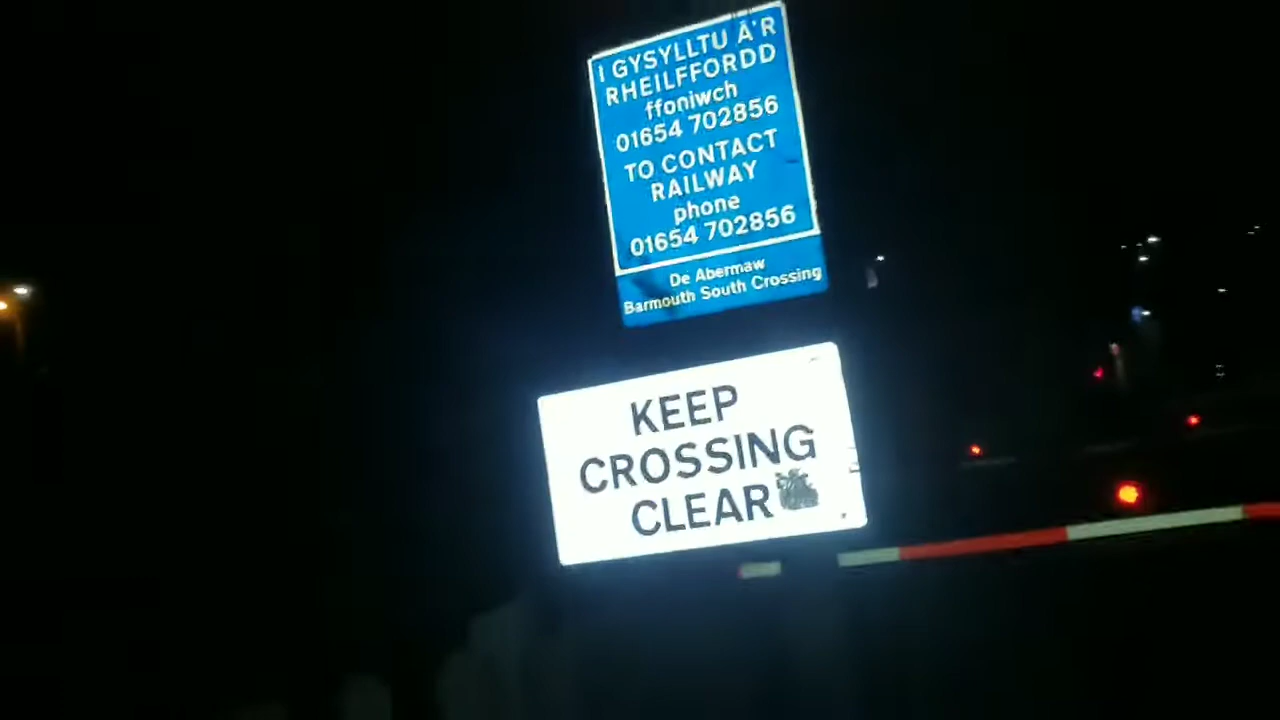 I GYSYLLTU Â'R
RHEILFFORDD
ffoniwch
01654 702856
TO CONTACT
RAILWAY
phone
01654 702856
De Abermaw
Barmouth South Crossing
KEEP
CROSSING
CLEAR